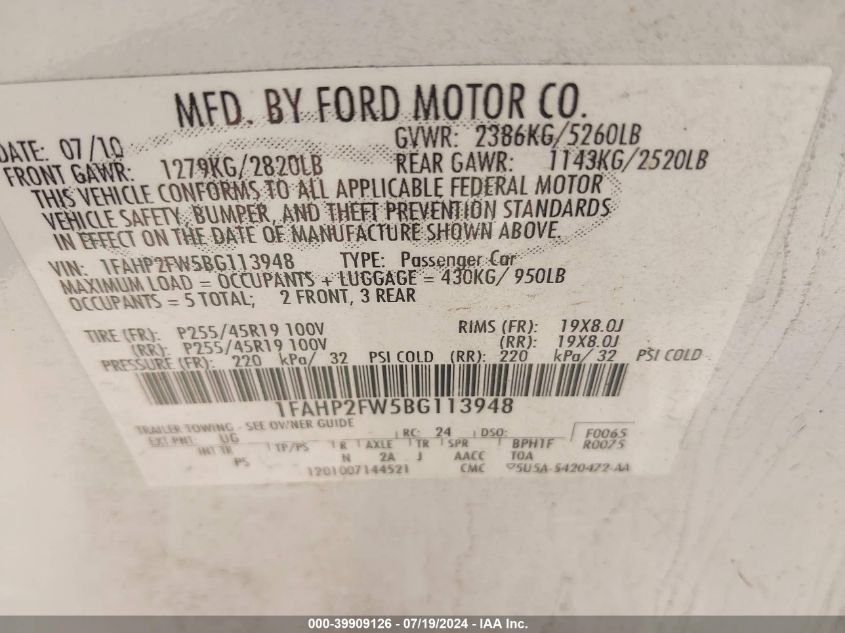 MFD. BY FORD MOTOR CO.
DATE: 07/10 GVWR: 2386KG/5260LB
FRONT GAWR: 1279KG/2820LB REAR GAWR: 1143KG/2520LB
THIS VEHICLE CONFORMS TO ALL APPLICABLE FEDERAL MOTOR
VEHICLE SAFETY, BUMPER, AND THEFT PREVENTION STANDARDS
IN EFFECT ON THE DATE OF MANUFACTURE SHOWN ABOVE.
VIN: 1FAHP2FW5BG113948 TYPE: Passenger Car
MAXIMUM LOAD = OCCUPANTS + LUGGAGE = 430KG/ 950LB
OCCUPANTS = 5 TOTAL; 2 FRONT, 3 REAR
TIRE (FR): P255/45R19 100V RIMS (FR): 19X8.0J
(RR): P255/45R19 100V (RR): 19X8.0J
PRESSURE (FR): 220 kPa/ 32 PSI COLD (RR): 220 kPa/ 32 PSI COLD
1FAHP2FW5BG113948
TRAILER TOWING - SEE OWNER GUIDE
EXT PNT: UG RC: 24 DSO: F0065
INT TR TP/PS R AXLE TR SPR BPH1F R0075
PS N 2A J AACC TOA
1201007144521 CMC 5U5A-5420472-AA
000-39909126 - 07/19/2024 - IAA Inc.